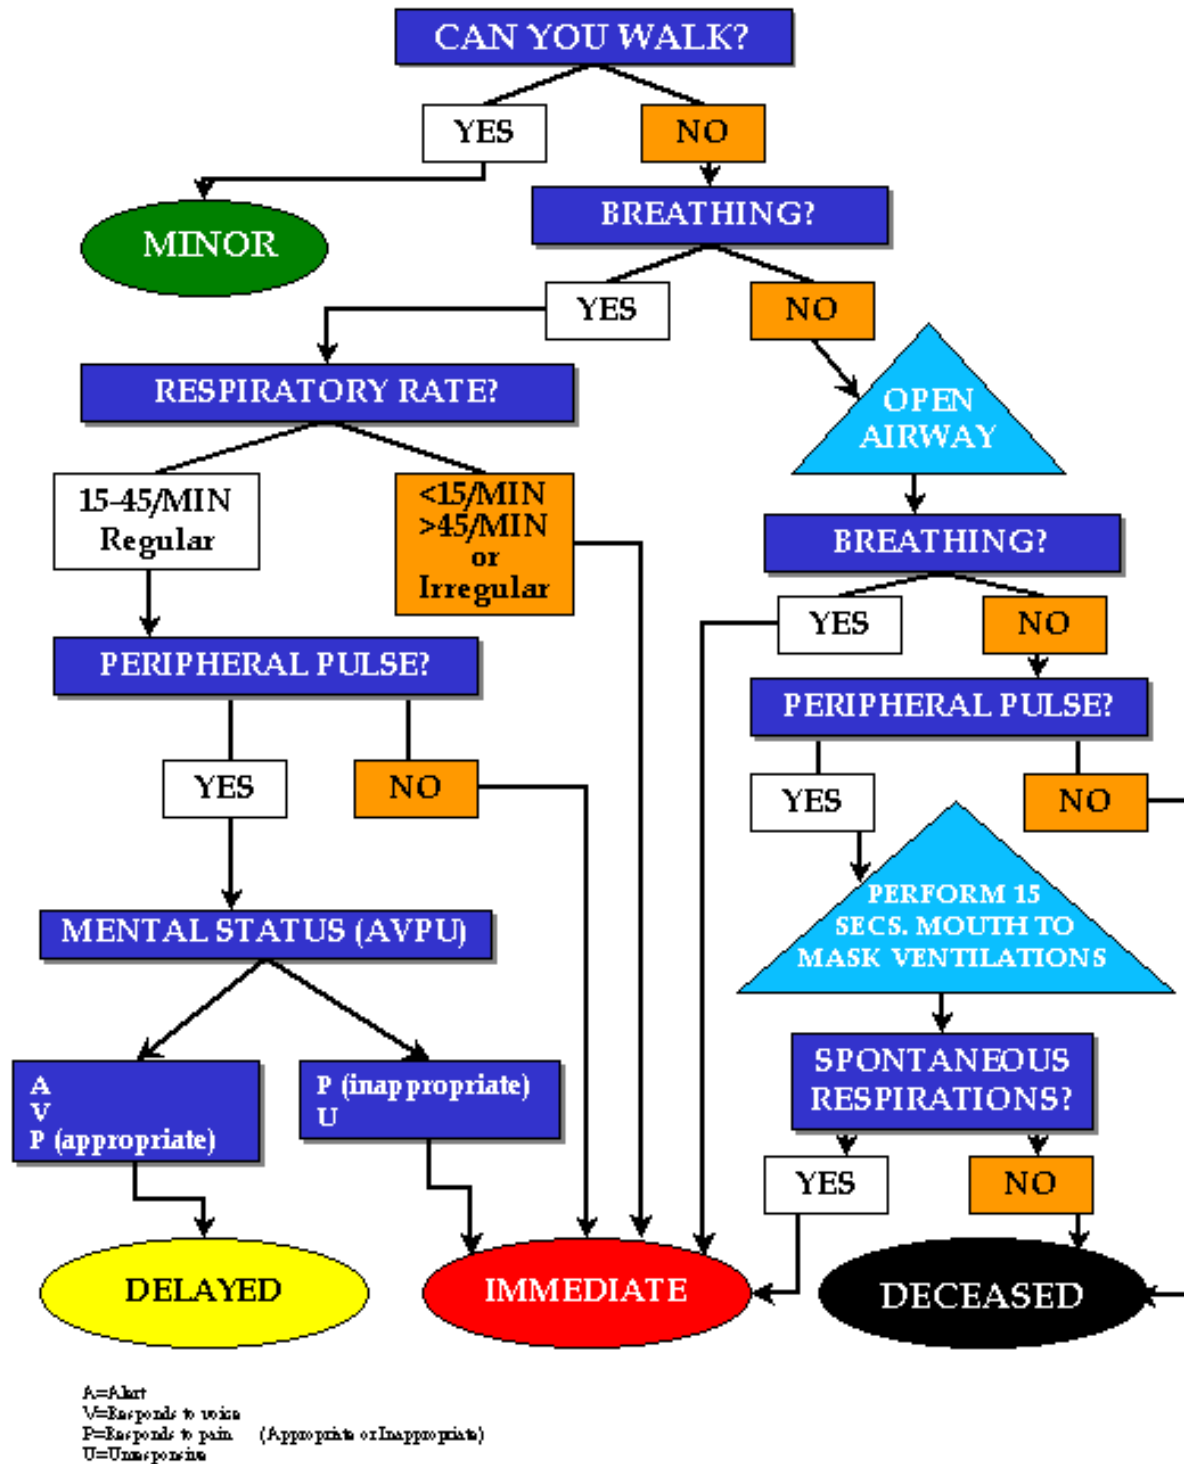 CAN YOU WALK?
YES
NO
MINOR
BREATHING?
YES
NO
RESPIRATORY RATE?
OPEN
AIRWAY
15-45/MIN
Regular
<15/MIN
>45/MIN
or
Irregular
BREATHING?
YES
NO
PERIPHERAL PULSE?
PERIPHERAL PULSE?
YES
NO
YES
NO
PERFORM 15
SECS. MOUTH TO
MASK VENTILATIONS
MENTAL STATUS (AVPU)
SPONTANEOUS
RESPIRATIONS?
A
V
P (appropriate)
P (inappropriate)
U
YES
NO
DELAYED
IMMEDIATE
DECEASED
A=Alert
V=Responds to voice
P=Responds to pain (Appropriate or Inappropriate)
U=Unresponsive